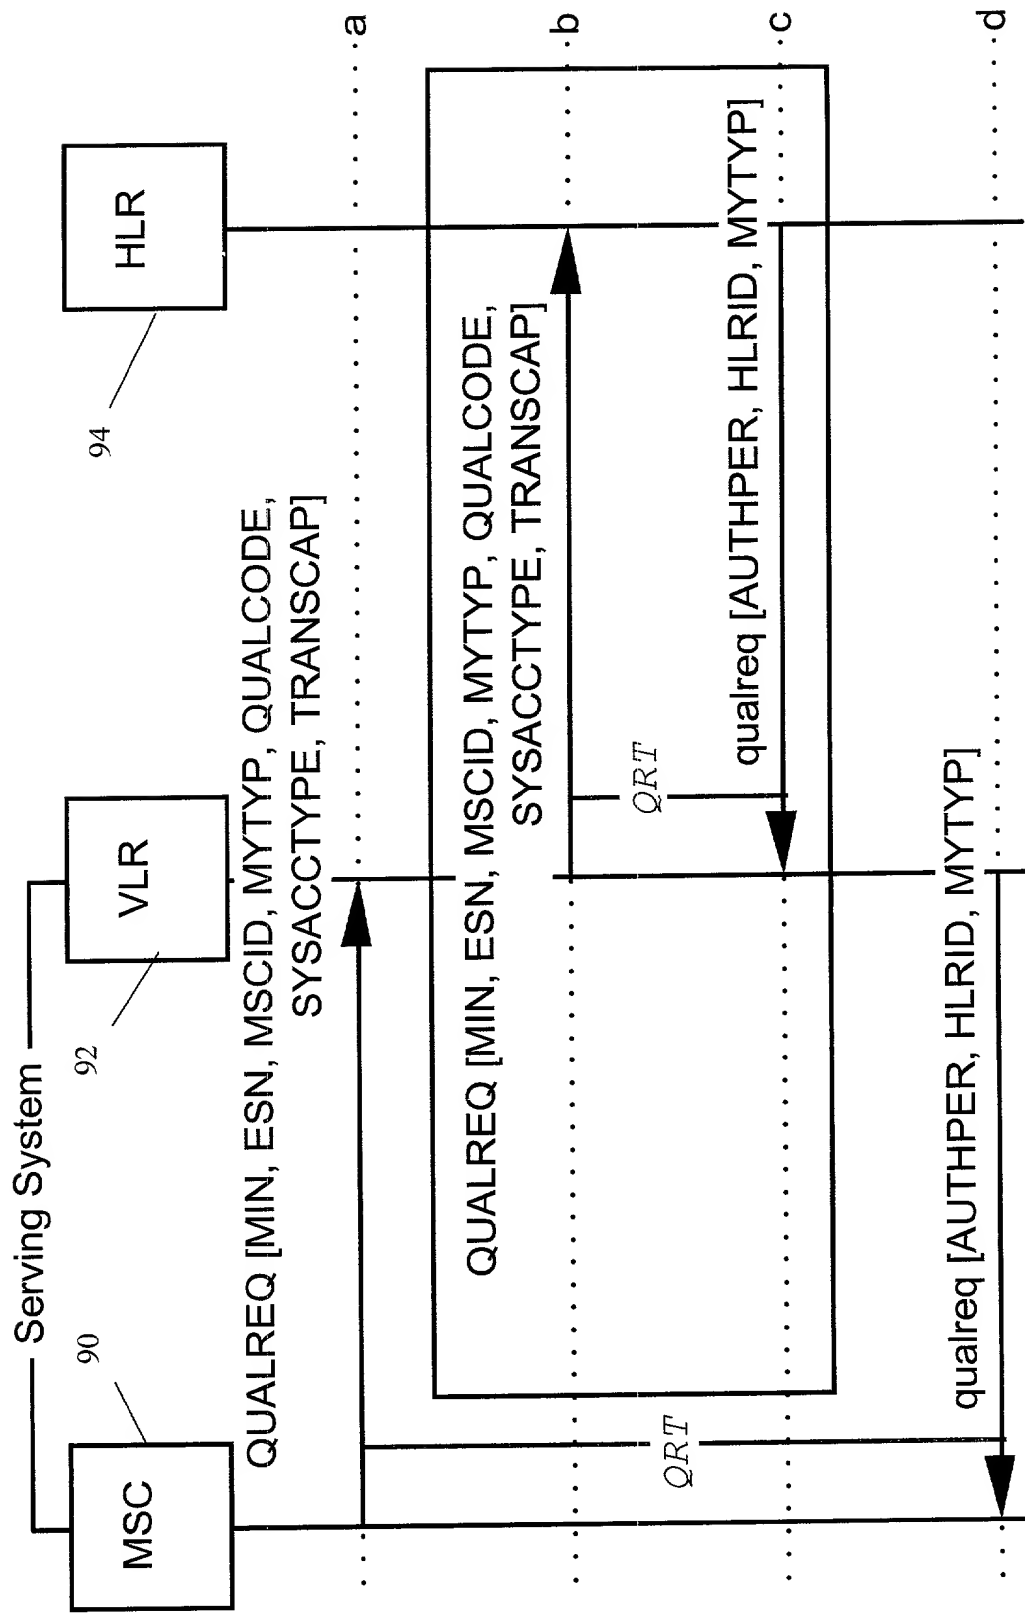 Serving System
MSC
VLR
HLR
90
92
94
QUALREQ [MIN, ESN, MSCID, MYTYP, QUALCODE,
SYSACCTYPE, TRANSCAP]
a
QUALREQ [MIN, ESN, MSCID, MYTYP, QUALCODE,
SYSACCTYPE, TRANSCAP]
b
QRT
qualreq [AUTHPER, HLRID, MYTYP]
c
QRT
qualreq [AUTHPER, HLRID, MYTYP]
d